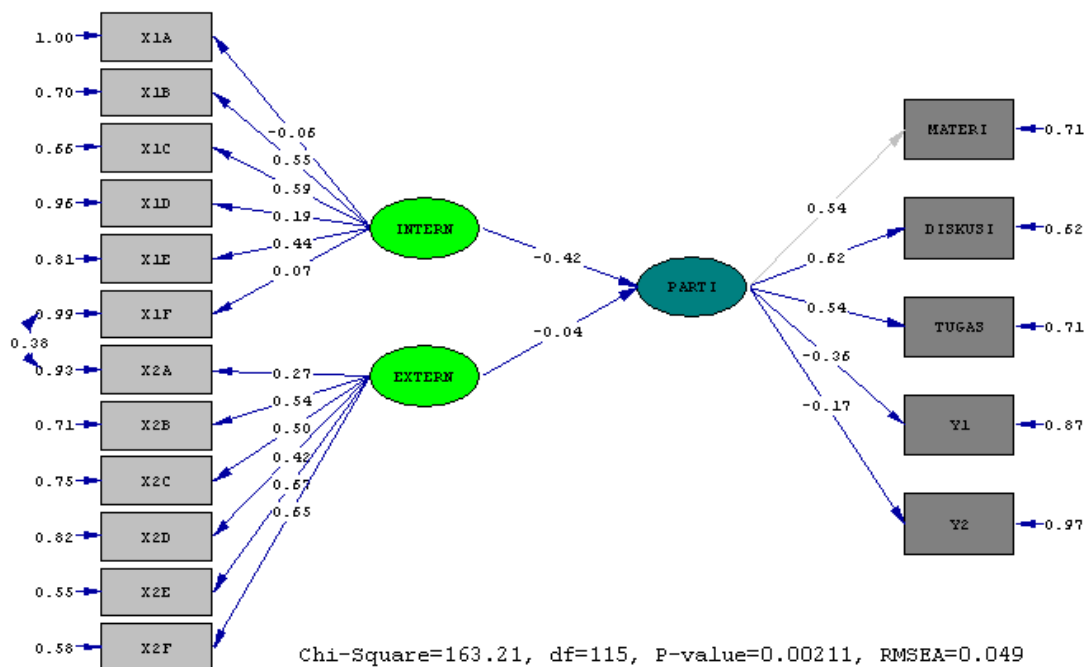 1.00 X1A
0.70 X1B
0.66 X1C
0.96 X1D
0.81 X1E
0.99 X1F
0.38
0.93 X2A
0.71 X2B
0.75 X2C
0.82 X2D
0.55 X2E
0.58 X2F
-0.06
0.55
0.59
0.19
0.44
0.07
0.27
0.54
0.50
0.42
0.67
0.65
INTERN
EXTERN
-0.42
-0.04
PARTI
0.54
0.62
0.54
-0.36
-0.17
MATERI 0.71
DISKUSI 0.62
TUGAS 0.71
Y1 0.87
Y2 0.97
Chi-Square=163.21, df=115, P-value=0.00211, RMSEA=0.049